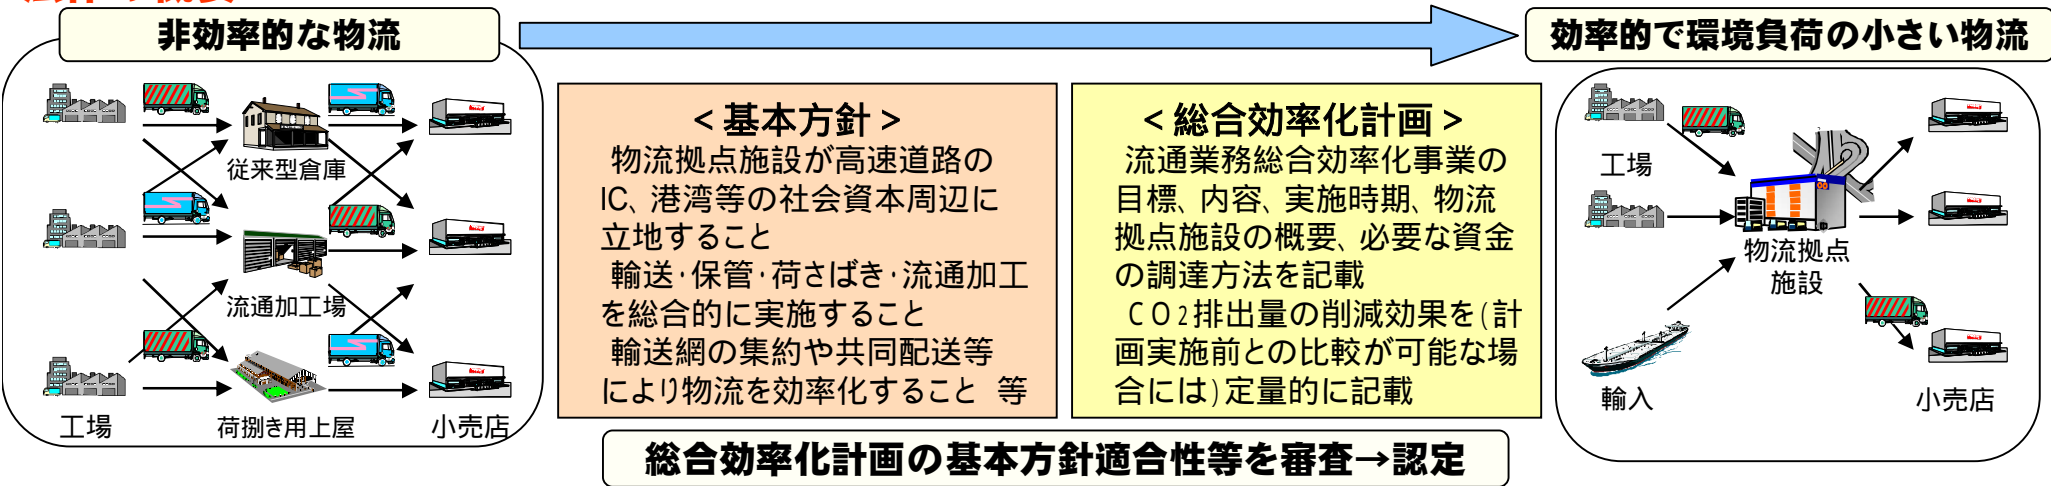 非効率的な物流
効率的で環境負荷の小さい物流
従来型倉庫
流通加工場
工場
荷捌き用上屋
小売店
<基本方針>
物流拠点施設が高速道路の
IC、港湾等の社会資本周辺に
立地すること
輸送・保管・荷さばき・流通加工
を総合的に実施すること
輸送網の集約や共同配送等
により物流を効率化すること 等
<総合効率化計画>
流通業務総合効率化事業の
目標、内容、実施時期、物流
拠点施設の概要、必要な資金
の調達方法を記載
CO2排出量の削減効果を(計
画実施前との比較が可能な場
合には)定量的に記載
総合効率化計画の基本方針適合性等を審査→認定
工場
物流拠点
施設
輸入
小売店